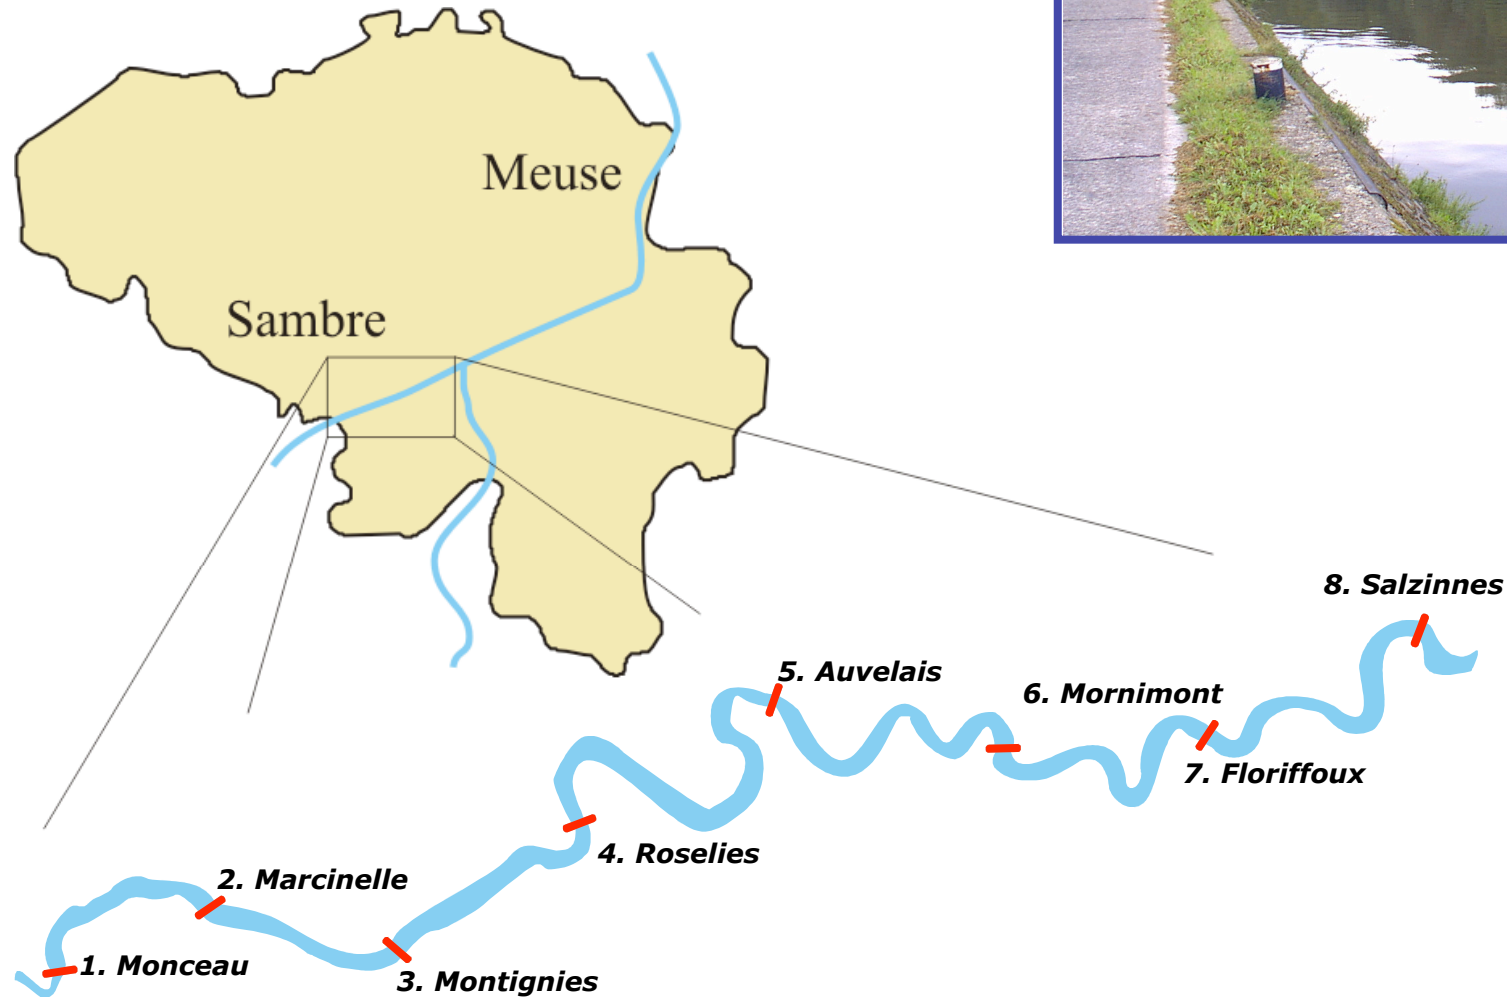 Meuse
Sambre
8. Salzinnes
5. Auvelais
6. Mornimont
7. Floriffoux
4. Roselies
2. Marcinelle
1. Monceau
3. Montignies